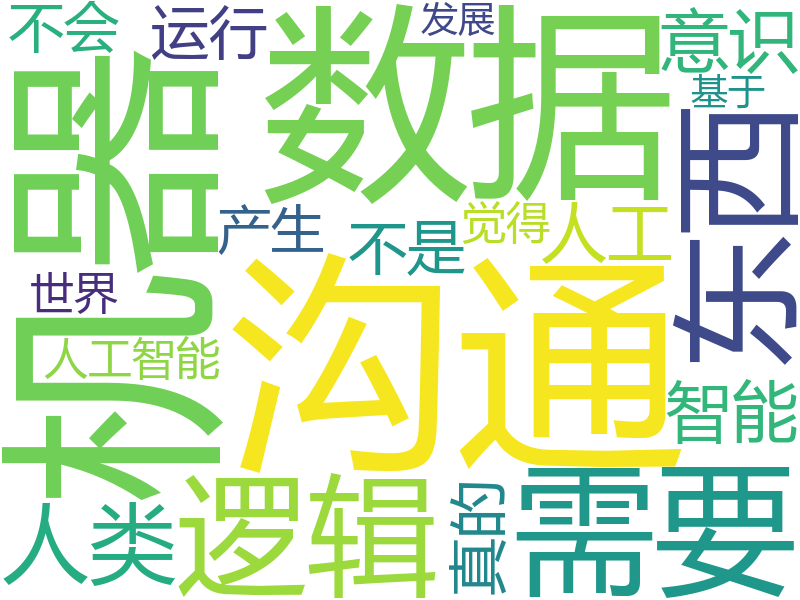 不会
运行
数据
发展
意识
基于
机器
东西
产生
不是
觉得
人工
世界
沟通
人工智能
智能
人类
逻辑
真的
需要